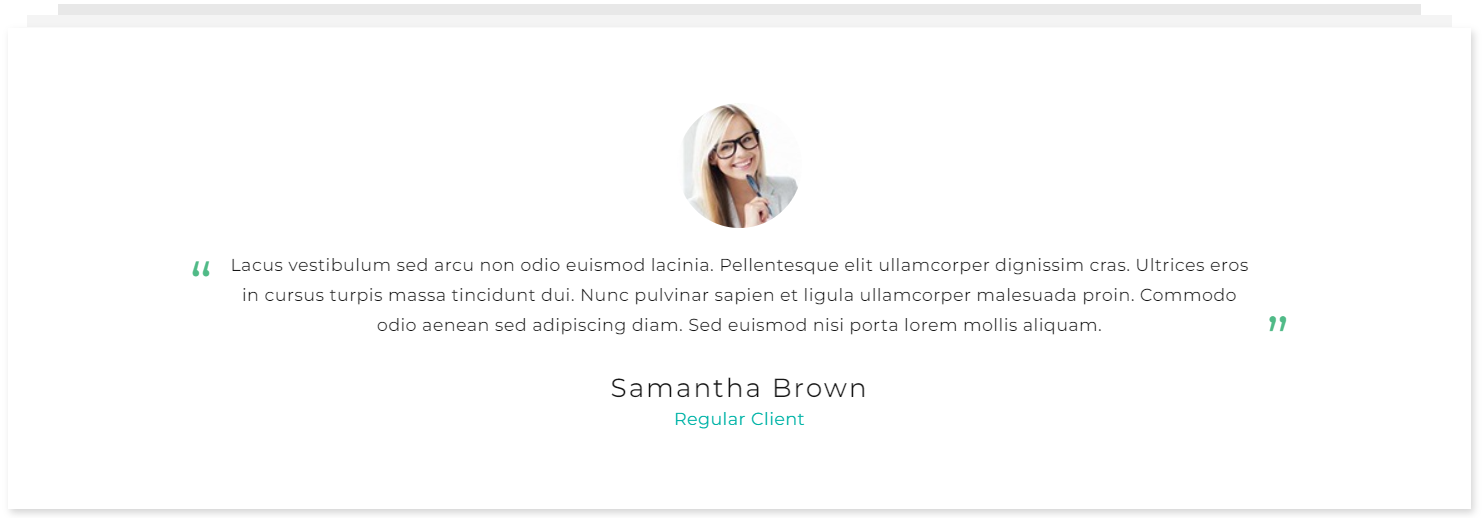 “ Lacus vestibulum sed arcu non odio euismod lacinia. Pellentesque elit ullamcorper dignissim cras. Ultrices eros
in cursus turpis massa tincidunt dui. Nunc pulvinar sapien et ligula ullamcorper malesuada proin. Commodo
odio aenean sed adipiscing diam. Sed euismod nisi porta lorem mollis aliquam. ”
Samantha Brown
Regular Client